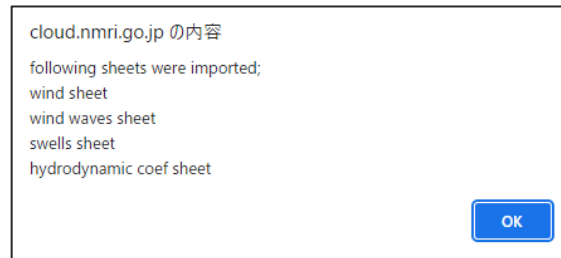 cloud.nmri.go.jp の内容
following sheets were imported;
wind sheet
wind waves sheet
swells sheet
hydrodynamic coef sheet
OK